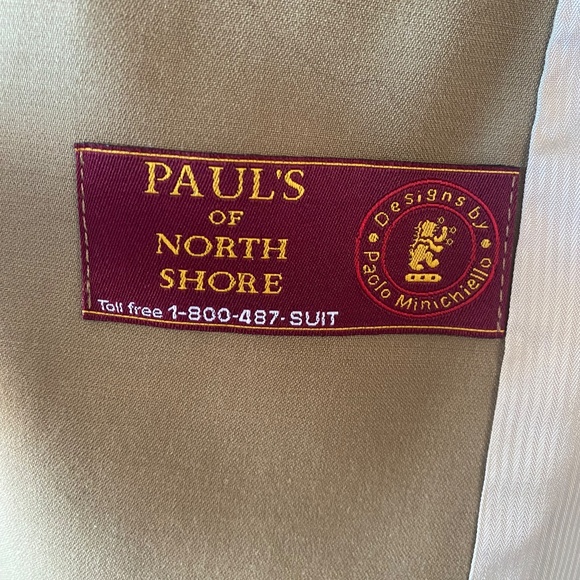 PAUL'S
OF
NORTH
SHORE
Toll free 1-800-487-SUIT
Designs by
Paolo Minichiello